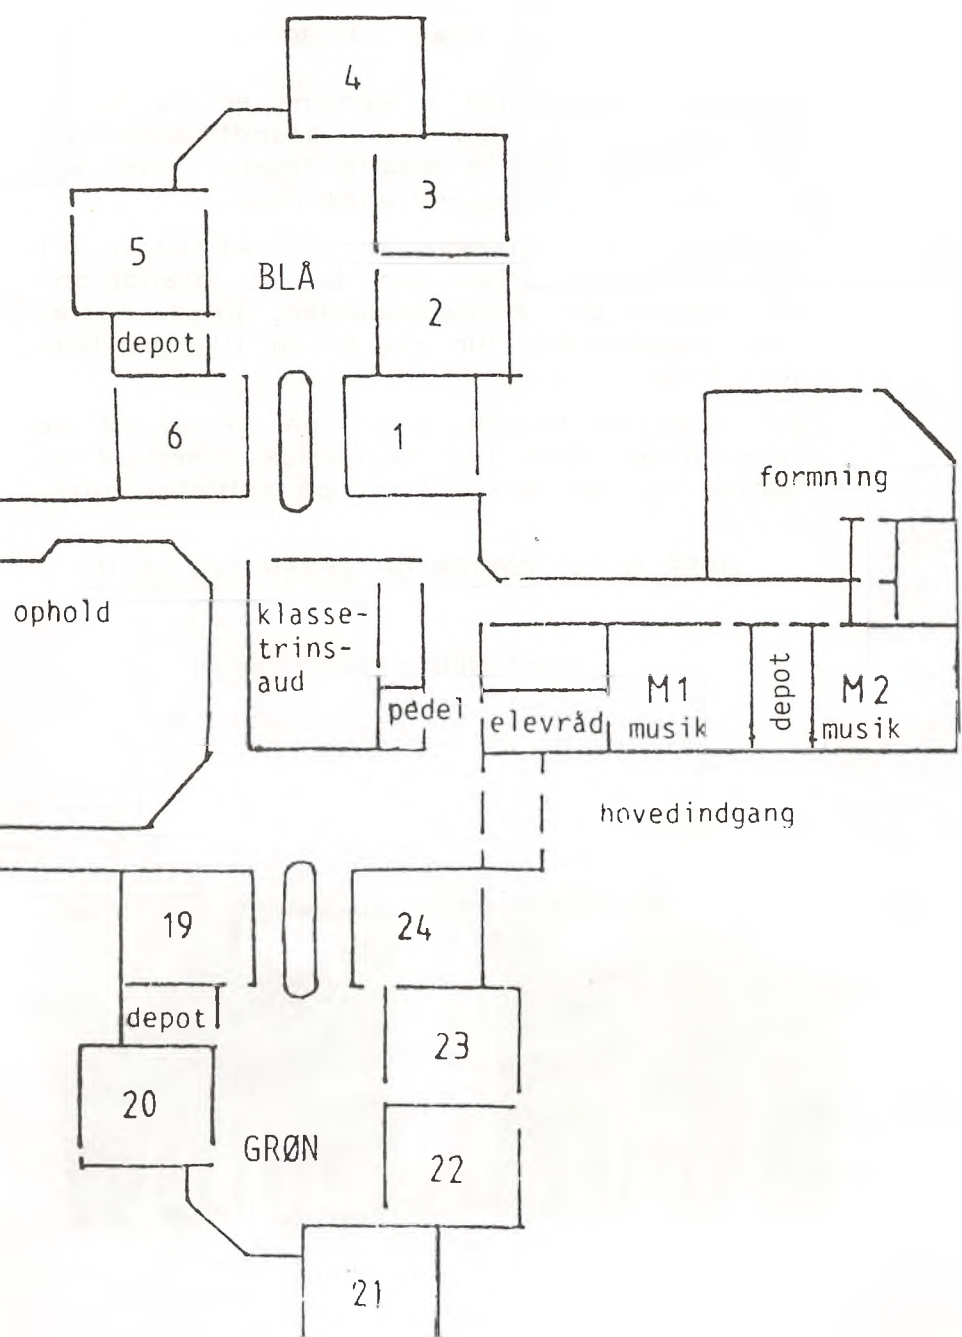 4
3
5
BLÅ
2
depot
6
1
formning
ophold
klasse-
trins-
aud
pedel
elevråd
M1
musik
depot
M2
musik
hovedindgang
19
24
depot
23
20
GRØN
22
21